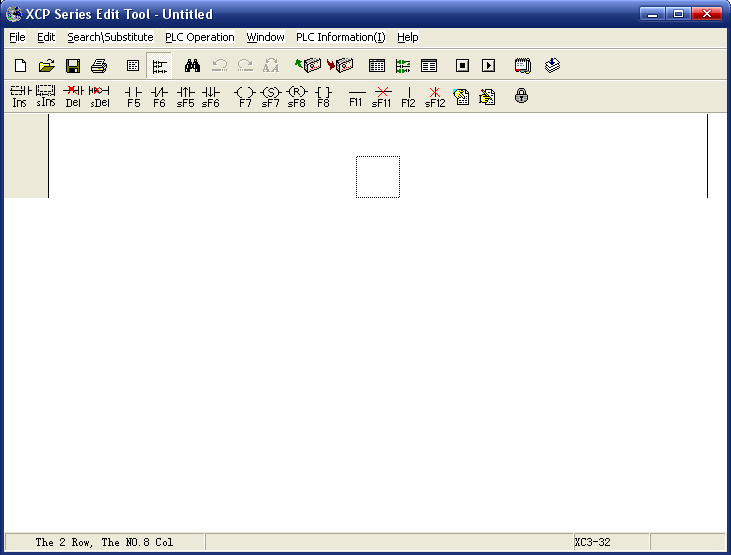 XCP Series Edit Tool - Untitled
File Edit Search\Substitute PLC Operation Window PLC Information(I) Help
Ins sIns Del sDel F5 F6 sF5 sF6 F7 sF7 sF8 F8 F11 sF11 F12 sF12
The 2 Row, The NO.8 Col XC3-32